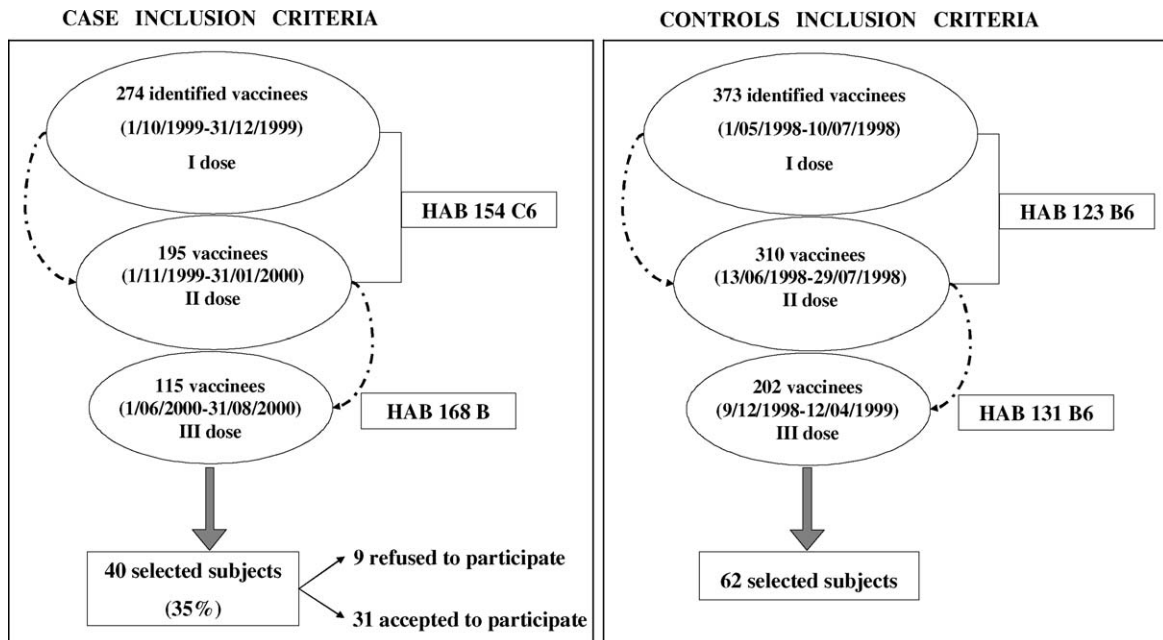 CASE INCLUSION CRITERIA
274 identified vaccinees
(1/10/1999-31/12/1999)
I dose
HAB 154 C6
195 vaccinees
(1/11/1999-31/01/2000)
II dose
115 vaccinees
(1/06/2000-31/08/2000)
III dose
HAB 168 B
40 selected subjects
(35%)
9 refused to participate
31 accepted to participate
CONTROLS INCLUSION CRITERIA
373 identified vaccinees
(1/05/1998-10/07/1998)
I dose
HAB 123 B6
310 vaccinees
(13/06/1998-29/07/1998)
II dose
202 vaccinees
(9/12/1998-12/04/1999)
III dose
HAB 131 B6
62 selected subjects